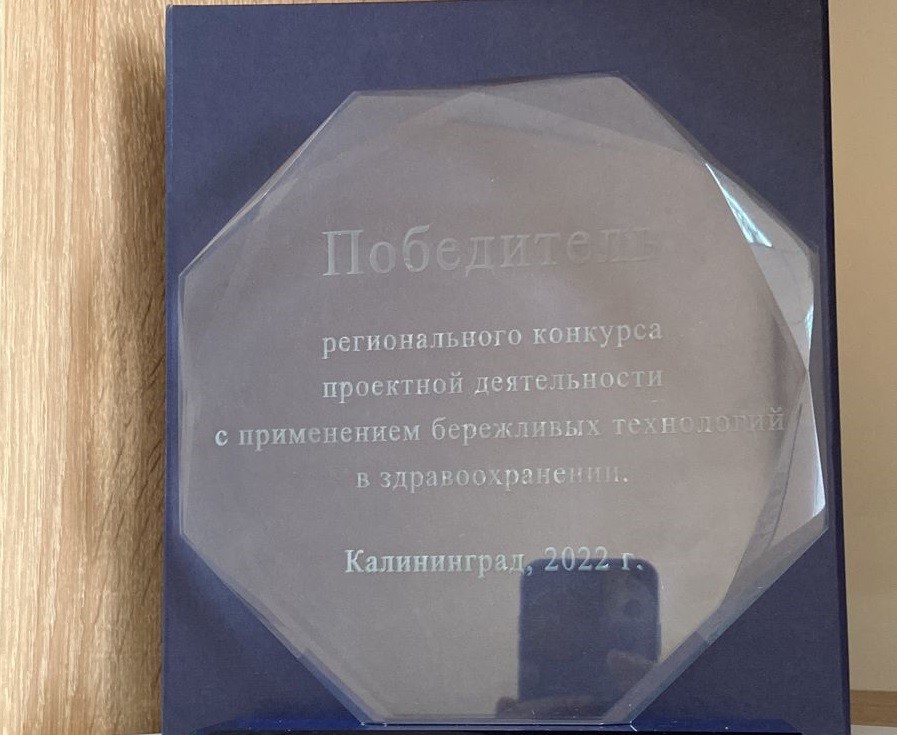 Победитель
регионального конкурса
проектной деятельности
с применением бережливых технологий
в здравоохранении.
Калининград, 2022 г.